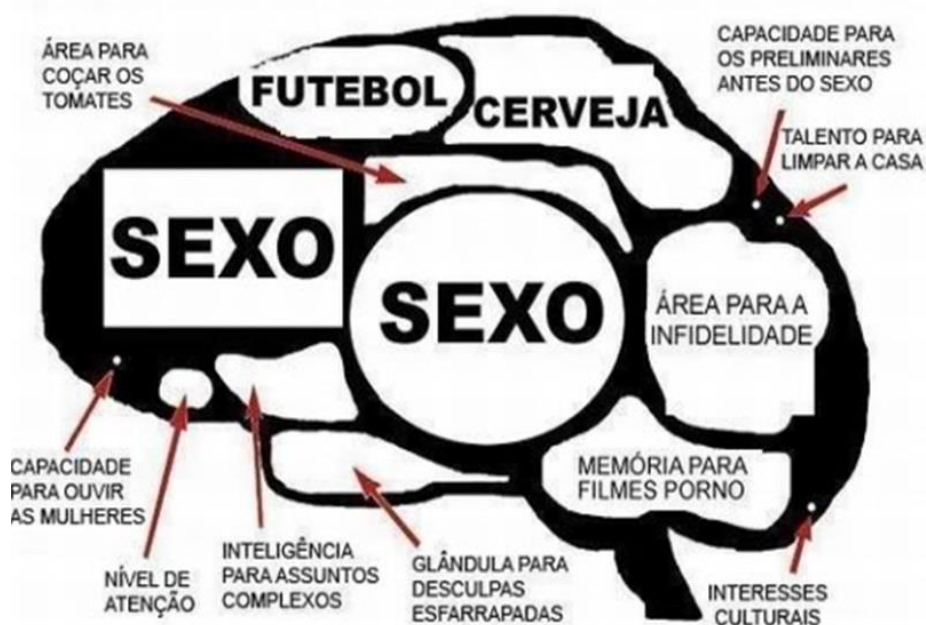 ÁREA PARA
COÇAR OS
TOMATES
FUTEBOL
CERVEJA
CAPACIDADE PARA
OS PRELIMINARES
ANTES DO SEXO
TALENTO PARA
LIMPAR A CASA
SEXO
SEXO
ÁREA PARA A
INFIDELIDADE
CAPACIDADE
PARA OUVIR
AS MULHERES
NÍVEL DE
ATENÇÃO
INTELIGÊNCIA
PARA ASSUNTOS
COMPLEXOS
GLÂNDULA PARA
DESCULPAS
ESFARRAPADAS
MEMÓRIA PARA
FILMES PORNO
INTERESSES
CULTURAIS